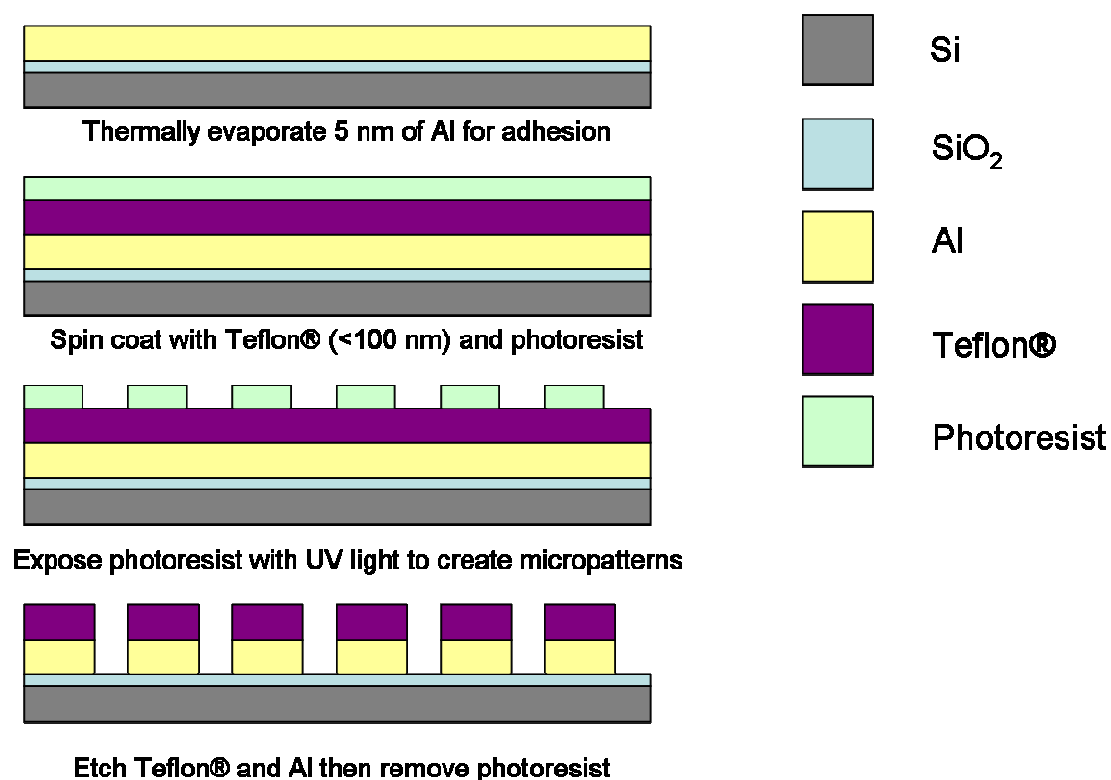 Thermally evaporate 5 nm of Al for adhesion
Spin coat with Teflon® (<100 nm) and photoresist
Expose photoresist with UV light to create micropatterns
Etch Teflon® and Al then remove photoresist
Si
SiO₂
Al
Teflon®
Photoresist